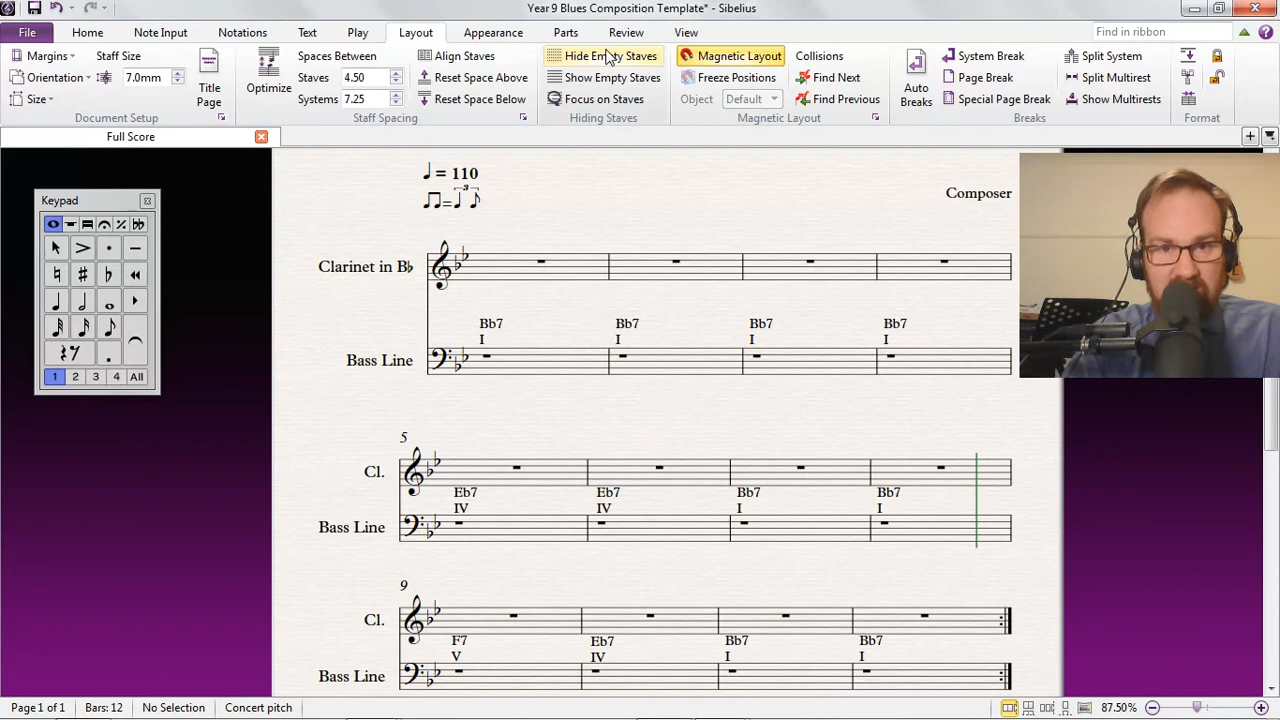 Year 9 Blues Composition Template* - Sibelius
File Home Note Input Notations Text Play Layout Appearance Parts Review View Find in ribbon
Margins Staff Size Spaces Between Align Staves Hide Empty Staves Magnetic Layout Collisions System Break Split System
Orientation 7.0mm Staves 4.50 Reset Space Above Show Empty Staves Freeze Positions Find Next Page Break Split Multirest
Size Title Page Optimize Systems 7.25 Reset Space Below Focus on Staves Object Default Find Previous Auto Breaks Special Page Break Show Multirests
Document Setup Staff Spacing Hiding Staves Magnetic Layout Breaks Format
Full Score
Keypad
1 2 3 4 All
= 110
= 3
Composer
Clarinet in B♭
Bb7 Bb7 Bb7 Bb7
I I I I
Bass Line
5
Cl.
Eb7 Eb7 Bb7 Bb7
IV IV I I
Bass Line
9
Cl.
F7 Eb7 Bb7 Bb7
V IV I I
Bass Line
Page 1 of 1 Bars: 12 No Selection Concert pitch 87.50%